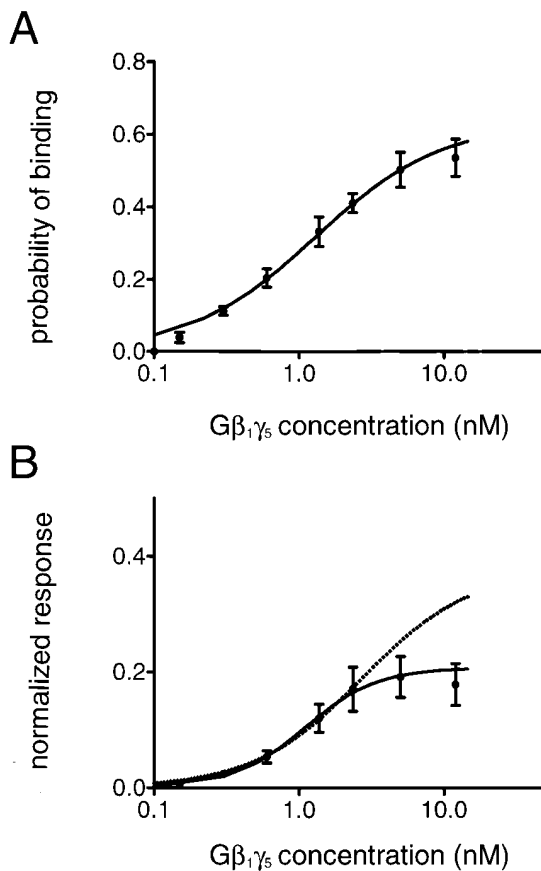 A
0.8
0.6
0.4
0.2
0.0
probability of binding
0.1
1.0
10.0
Gβ₁γ₅ concentration (nM)
B
0.4
0.2
0.0
normalized response
0.1
1.0
10.0
Gβ₁γ₅ concentration (nM)